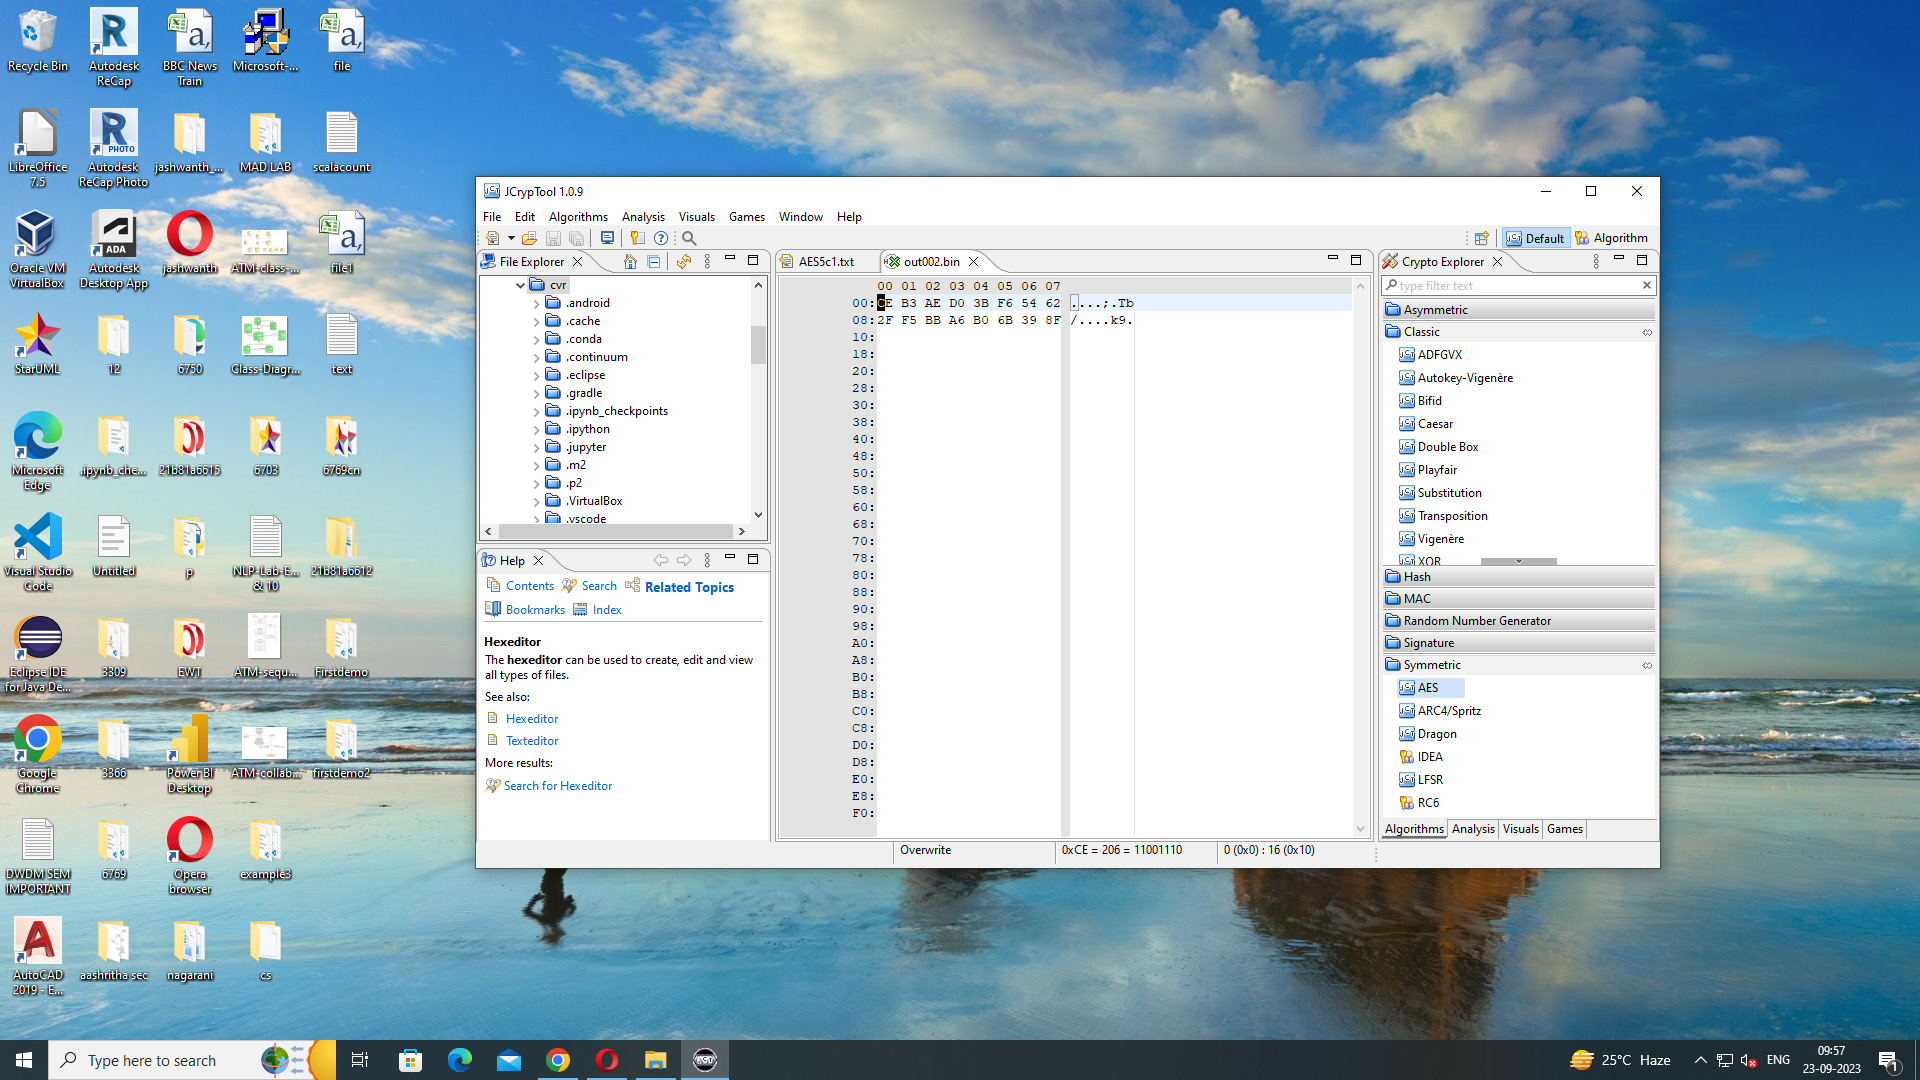 Recycle Bin
Autodesk
ReCap
BBC News
Train
Microsoft-...
file
LibreOffice
7.5
Autodesk
ReCap Photo
jashwanth_...
MAD LAB
scalacount
Oracle VM
VirtualBox
Autodesk
Desktop App
jashwanth
ATM-class-...
file1
StarUML
12
6750
Class-Diagr...
text
Microsoft
Edge
.ipynb_che...
21b81a6615
6703
6769cn
Visual Studio
Code
Untitled
p
NLP-Lab-E...
& 10
21b81a6612
Eclipse IDE
for Java De...
3309
EWT
ATM-sequ...
Firstdemo
Google
Chrome
3366
Power BI
Desktop
ATM-collab...
firstdemo2
DWDM SEM
IMPORTANT
6769
Opera
browser
example3
AutoCAD
2019 - E...
aashritha sec
nagarani
cs
JCrypTool 1.0.9
File Edit Algorithms Analysis Visuals Games Window Help
Default Algorithm
File Explorer
cvr
.android
.cache
.conda
.continuum
.eclipse
.gradle
.ipynb_checkpoints
.ipython
.jupyter
.m2
.p2
.VirtualBox
.vscode
Help
Contents Search Related Topics
Bookmarks Index
Hexeditor
The hexeditor can be used to create, edit and view
all types of files.
See also:
Hexeditor
Texteditor
More results:
Search for Hexeditor
AES5c1.txt out002.bin
00 01 02 03 04 05 06 07
00: CE B3 AE D0 3B F6 54 62 ....;.Tb
08: 2F F5 BB A6 B0 6B 39 8F /....k9.
10:
18:
20:
28:
30:
38:
40:
48:
50:
58:
60:
68:
70:
78:
80:
88:
90:
98:
A0:
A8:
B0:
B8:
C0:
C8:
D0:
D8:
E0:
E8:
F0:
Overwrite 0xCE = 206 = 11001110 0 (0x0) : 16 (0x10)
Crypto Explorer
type filter text
Asymmetric
Classic
ADFGVX
Autokey-Vigenère
Bifid
Caesar
Double Box
Playfair
Substitution
Transposition
Vigenère
XOR
Hash
MAC
Random Number Generator
Signature
Symmetric
AES
ARC4/Spritz
Dragon
IDEA
LFSR
RC6
Algorithms Analysis Visuals Games
Type here to search
25°C Haze
ENG
09:57
23-09-2023
1